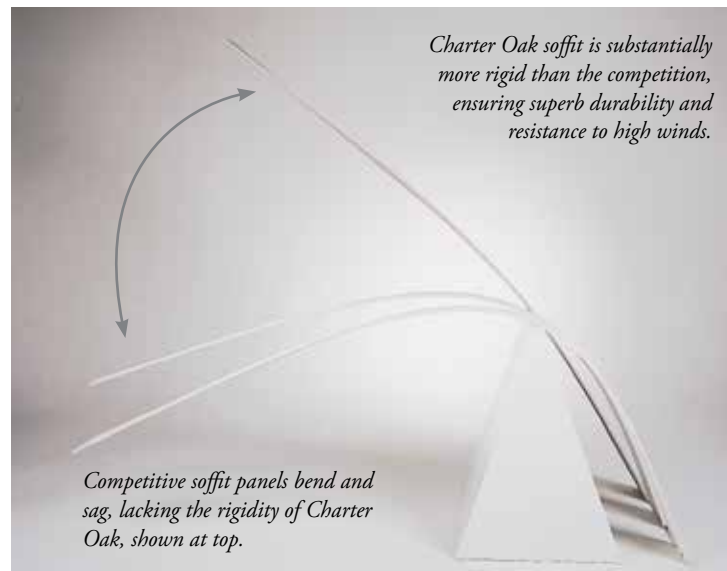 Charter Oak soffit is substantially
more rigid than the competition,
ensuring superb durability and
resistance to high winds.
Competitive soffit panels bend and
sag, lacking the rigidity of Charter
Oak, shown at top.